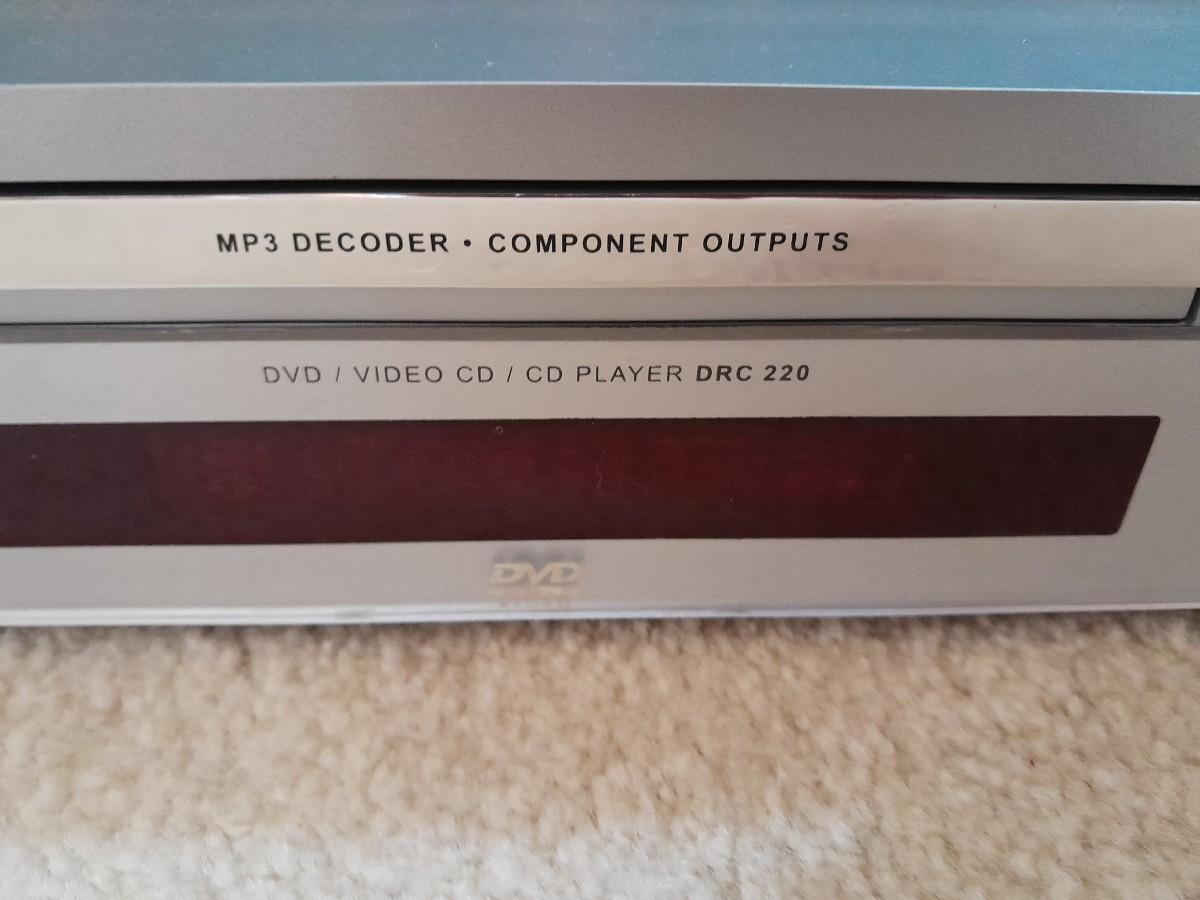 MP3 DECODER • COMPONENT OUTPUTS
DVD / VIDEO CD / CD PLAYER DRC 220
DVD